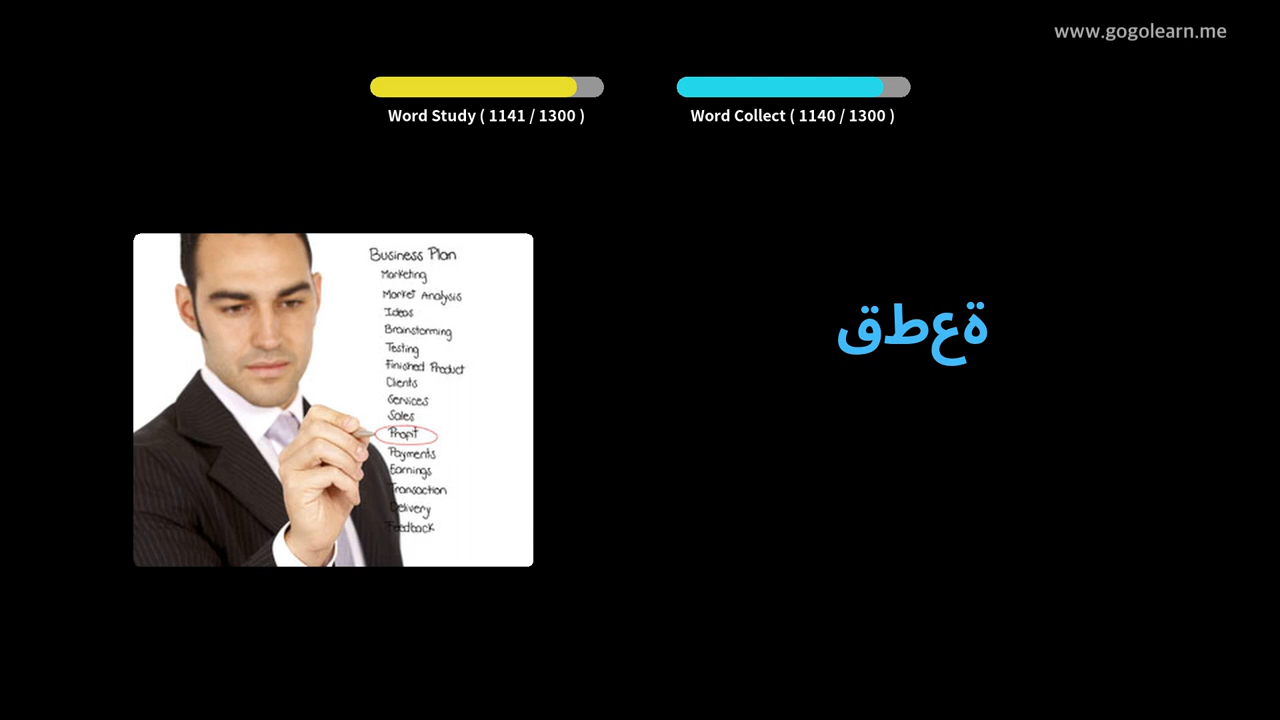 www.gogolearn.me
Word Study ( 1141 / 1300 )
Word Collect ( 1140 / 1300 )
Business Plan
Marketing
Market Analysis
Ideas
Brainstorming
Testing
Finished Product
Clients
Services
Sales
Profit
Payments
Earnings
Transaction
Delivery
Feedback
قطعة